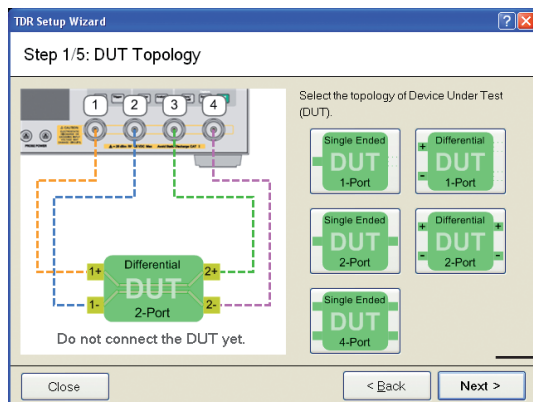 TDR Setup Wizard
Step 1/5: DUT Topology
1 2 3 4
Select the topology of Device Under Test
(DUT).
Single Ended
DUT
1-Port
Differential
+
DUT
-
1-Port
Single Ended
DUT
2-Port
Differential
+ +
DUT
- -
2-Port
Single Ended
DUT
4-Port
Differential
1+ 2+
DUT
1- 2-
2-Port
Do not connect the DUT yet.
Close
< Back
Next >